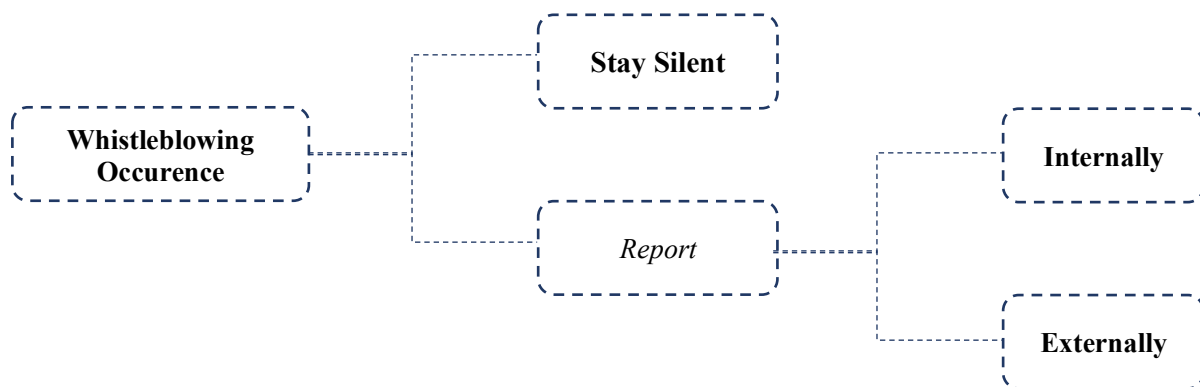 Stay Silent
Whistleblowing
Occurence
Internally
Report
Externally